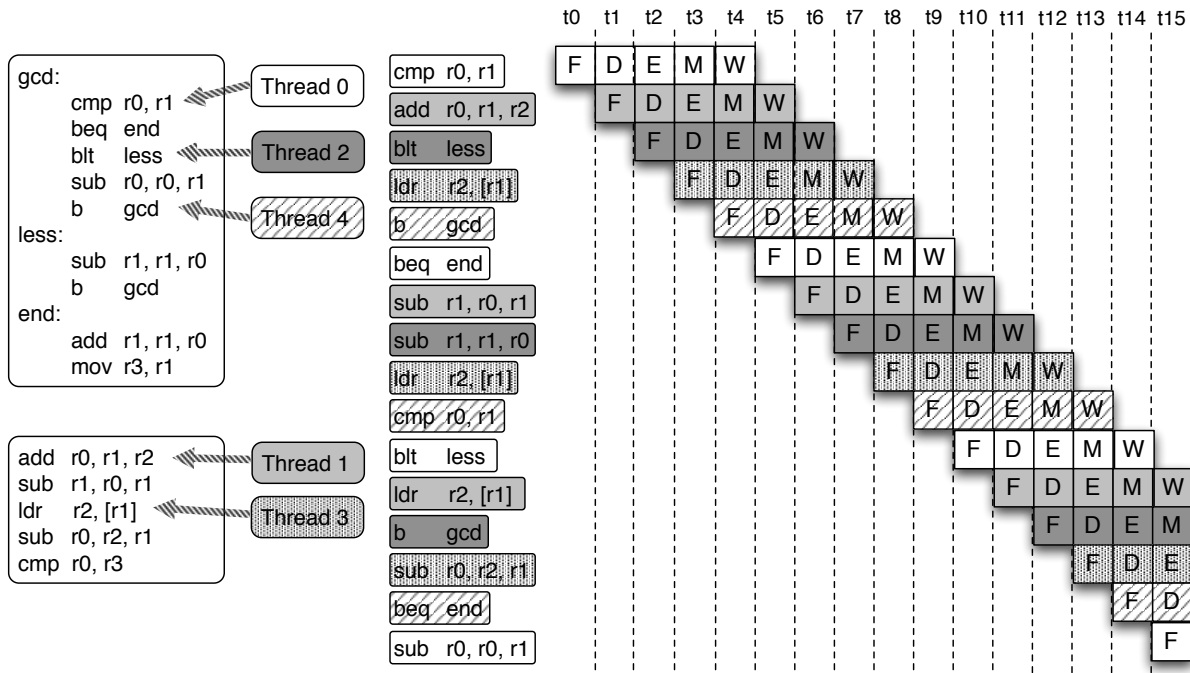 t0 t1 t2 t3 t4 t5 t6 t7 t8 t9 t10 t11 t12 t13 t14 t15
gcd:
cmp r0, r1
beq end
blt less
sub r0, r0, r1
b gcd
less:
sub r1, r1, r0
b gcd
end:
add r1, r1, r0
mov r3, r1
Thread 0
Thread 2
Thread 4
add r0, r1, r2
sub r1, r0, r1
ldr r2, [r1]
sub r0, r2, r1
cmp r0, r3
Thread 1
Thread 3
cmp r0, r1 F D E M W
add r0, r1, r2 F D E M W
blt less F D E M W
ldr r2, [r1] F D E M W
b gcd F D E M W
beq end F D E M W
sub r1, r0, r1 F D E M W
sub r1, r1, r0 F D E M W
ldr r2, [r1] F D E M W
cmp r0, r1 F D E M W
blt less F D E M W
ldr r2, [r1] F D E M W
b gcd F D E M
sub r0, r2, r1 F D E
beq end F D
sub r0, r0, r1 F